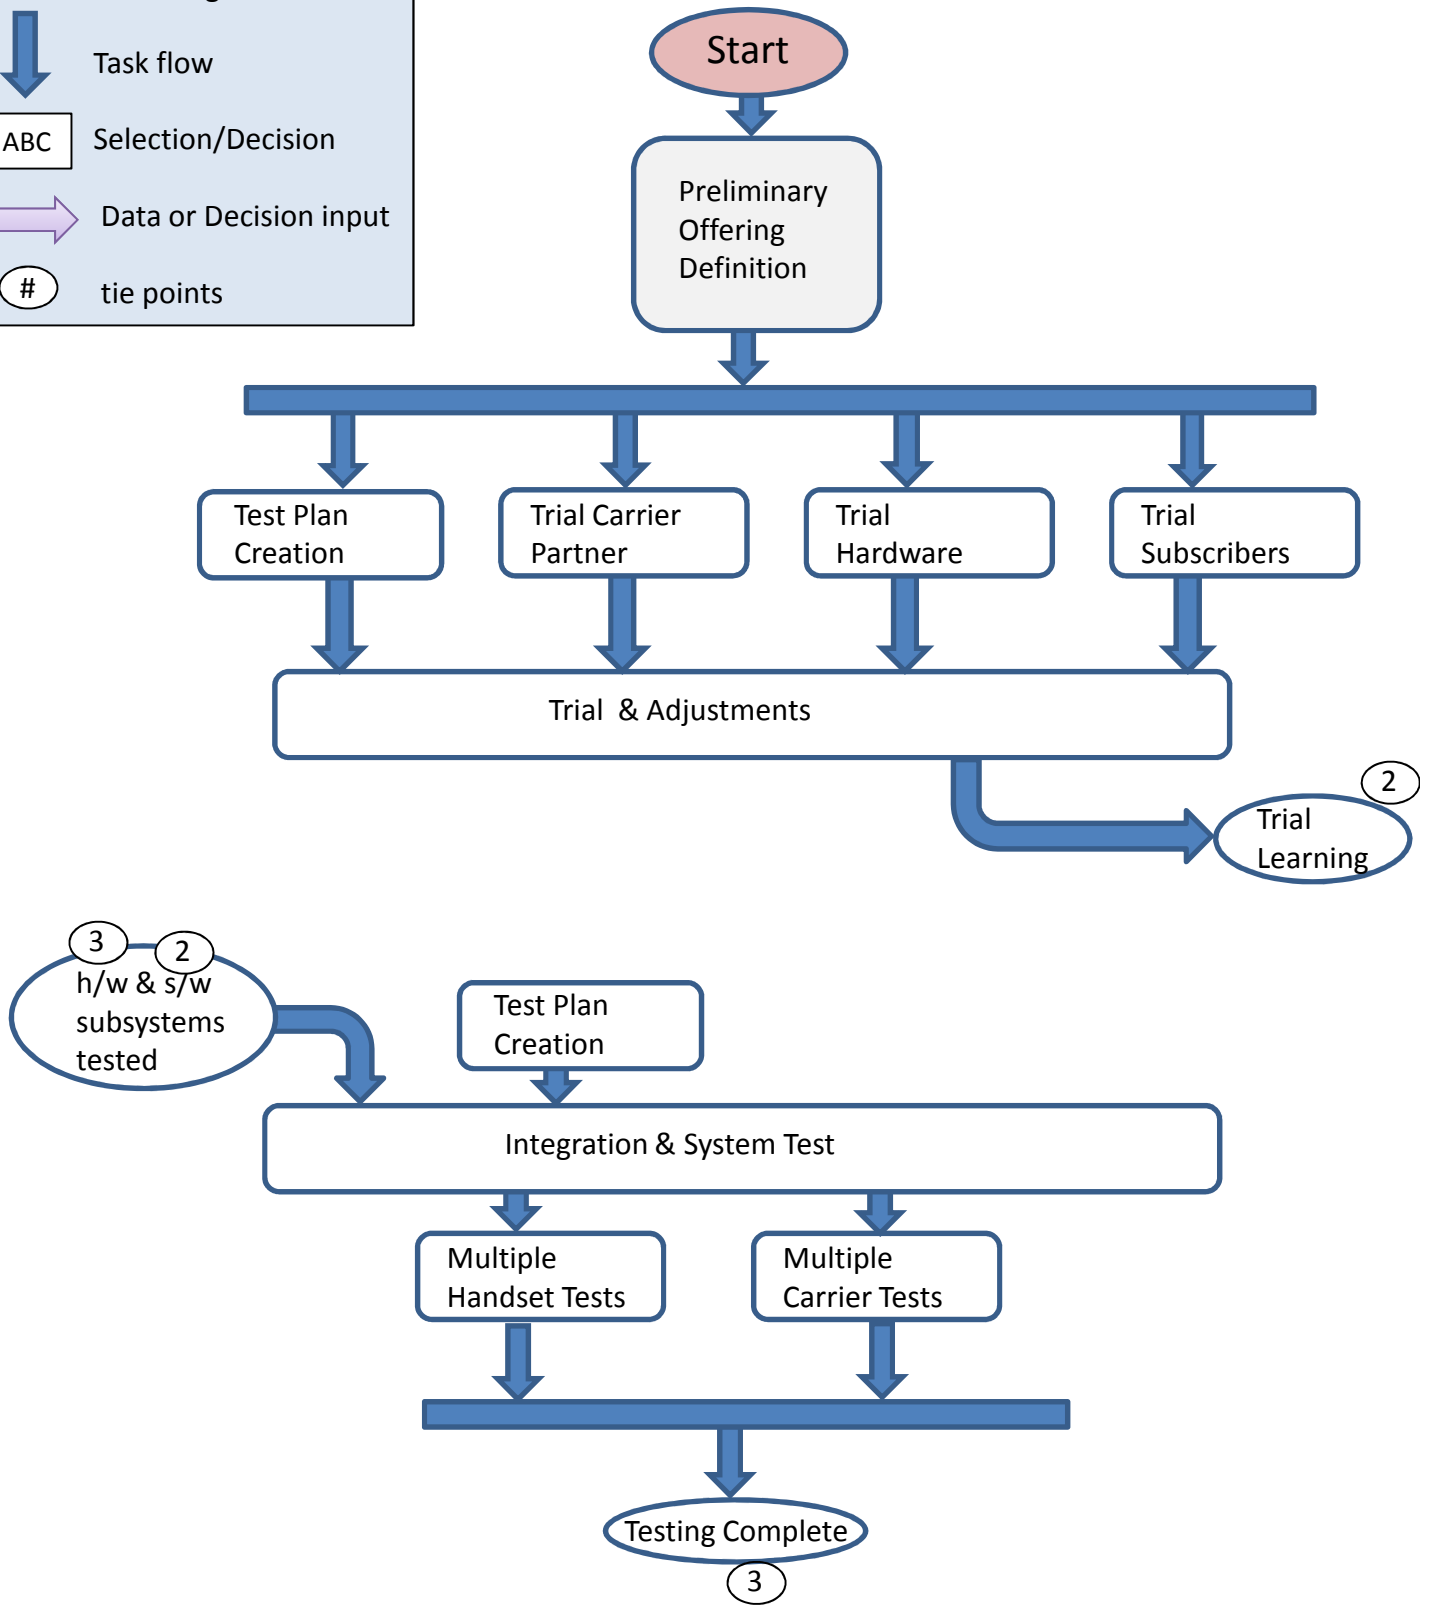 Task flow
ABC
Selection/Decision
Data or Decision input
#
tie points
Start
Preliminary
Offering
Definition
Test Plan
Creation
Trial Carrier
Partner
Trial
Hardware
Trial
Subscribers
Trial & Adjustments
2
Trial
Learning
3
2
h/w & s/w
subsystems
tested
Test Plan
Creation
Integration & System Test
Multiple
Handset Tests
Multiple
Carrier Tests
Testing Complete
3